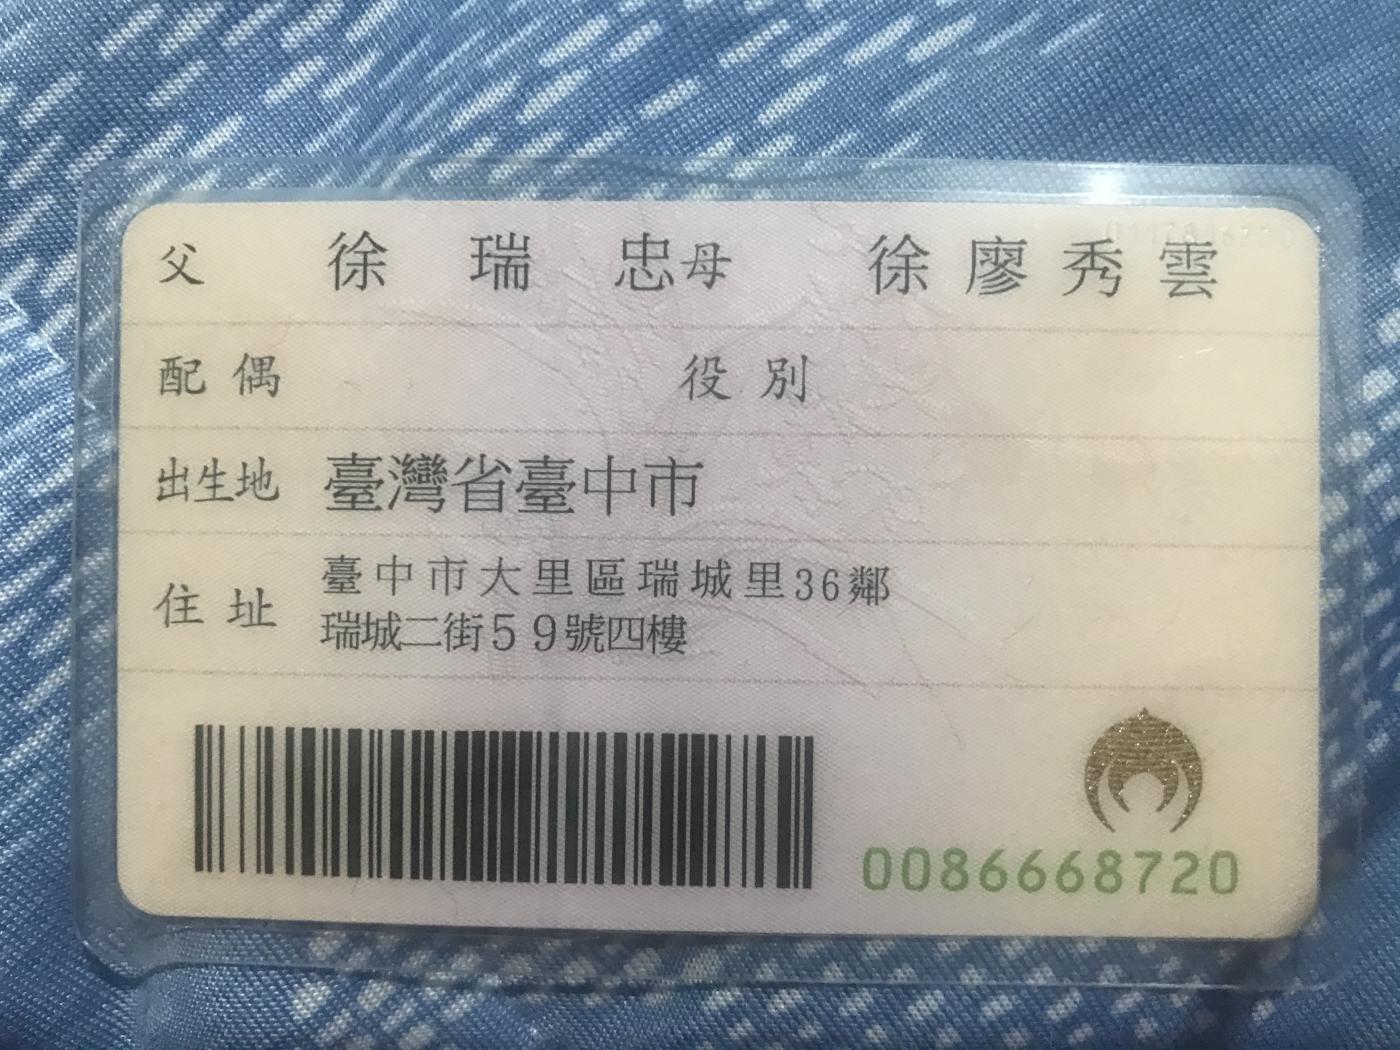 父 徐瑞忠 母 徐廖秀雲
配偶 役別
出生地 臺灣省臺中市
住址 臺中市大里區瑞城里36鄰
瑞城二街59號四樓
0086668720